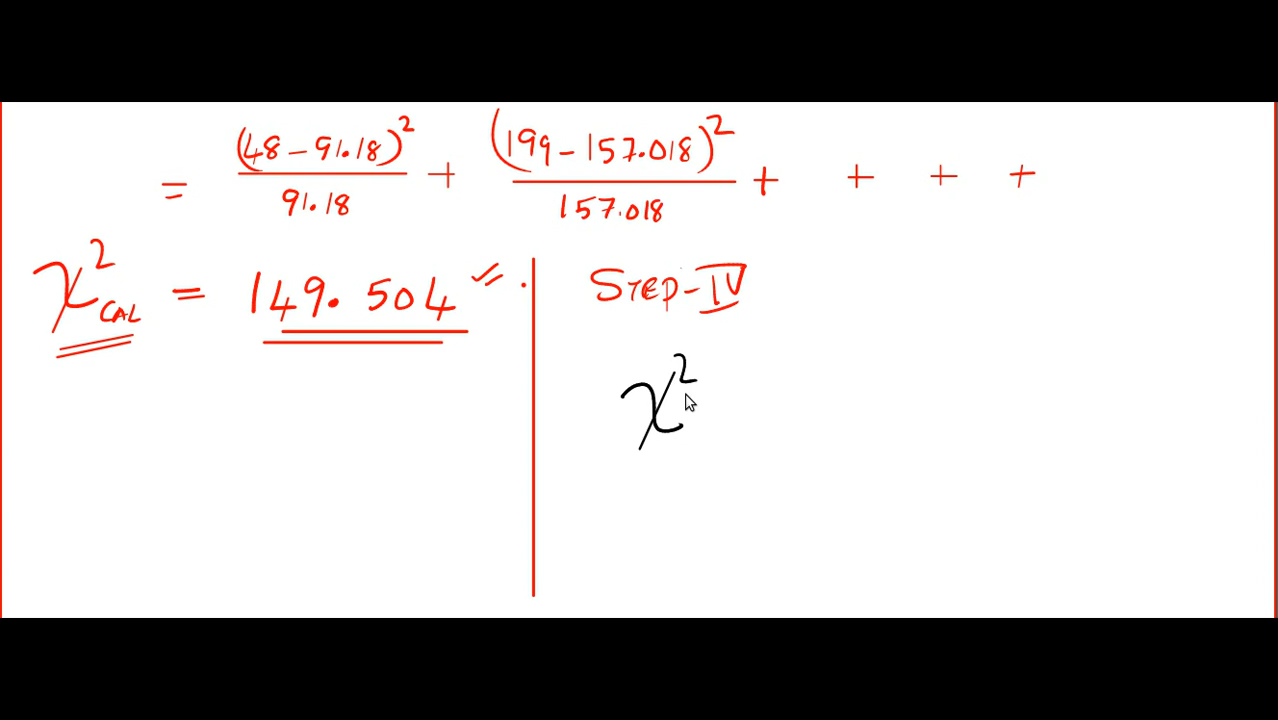 = (48 – 91.18)² / 91.18 + (199 – 157.018)² / 157.018 + + + +
χ²CAL = 149.504 .
STEP-IV
χ²